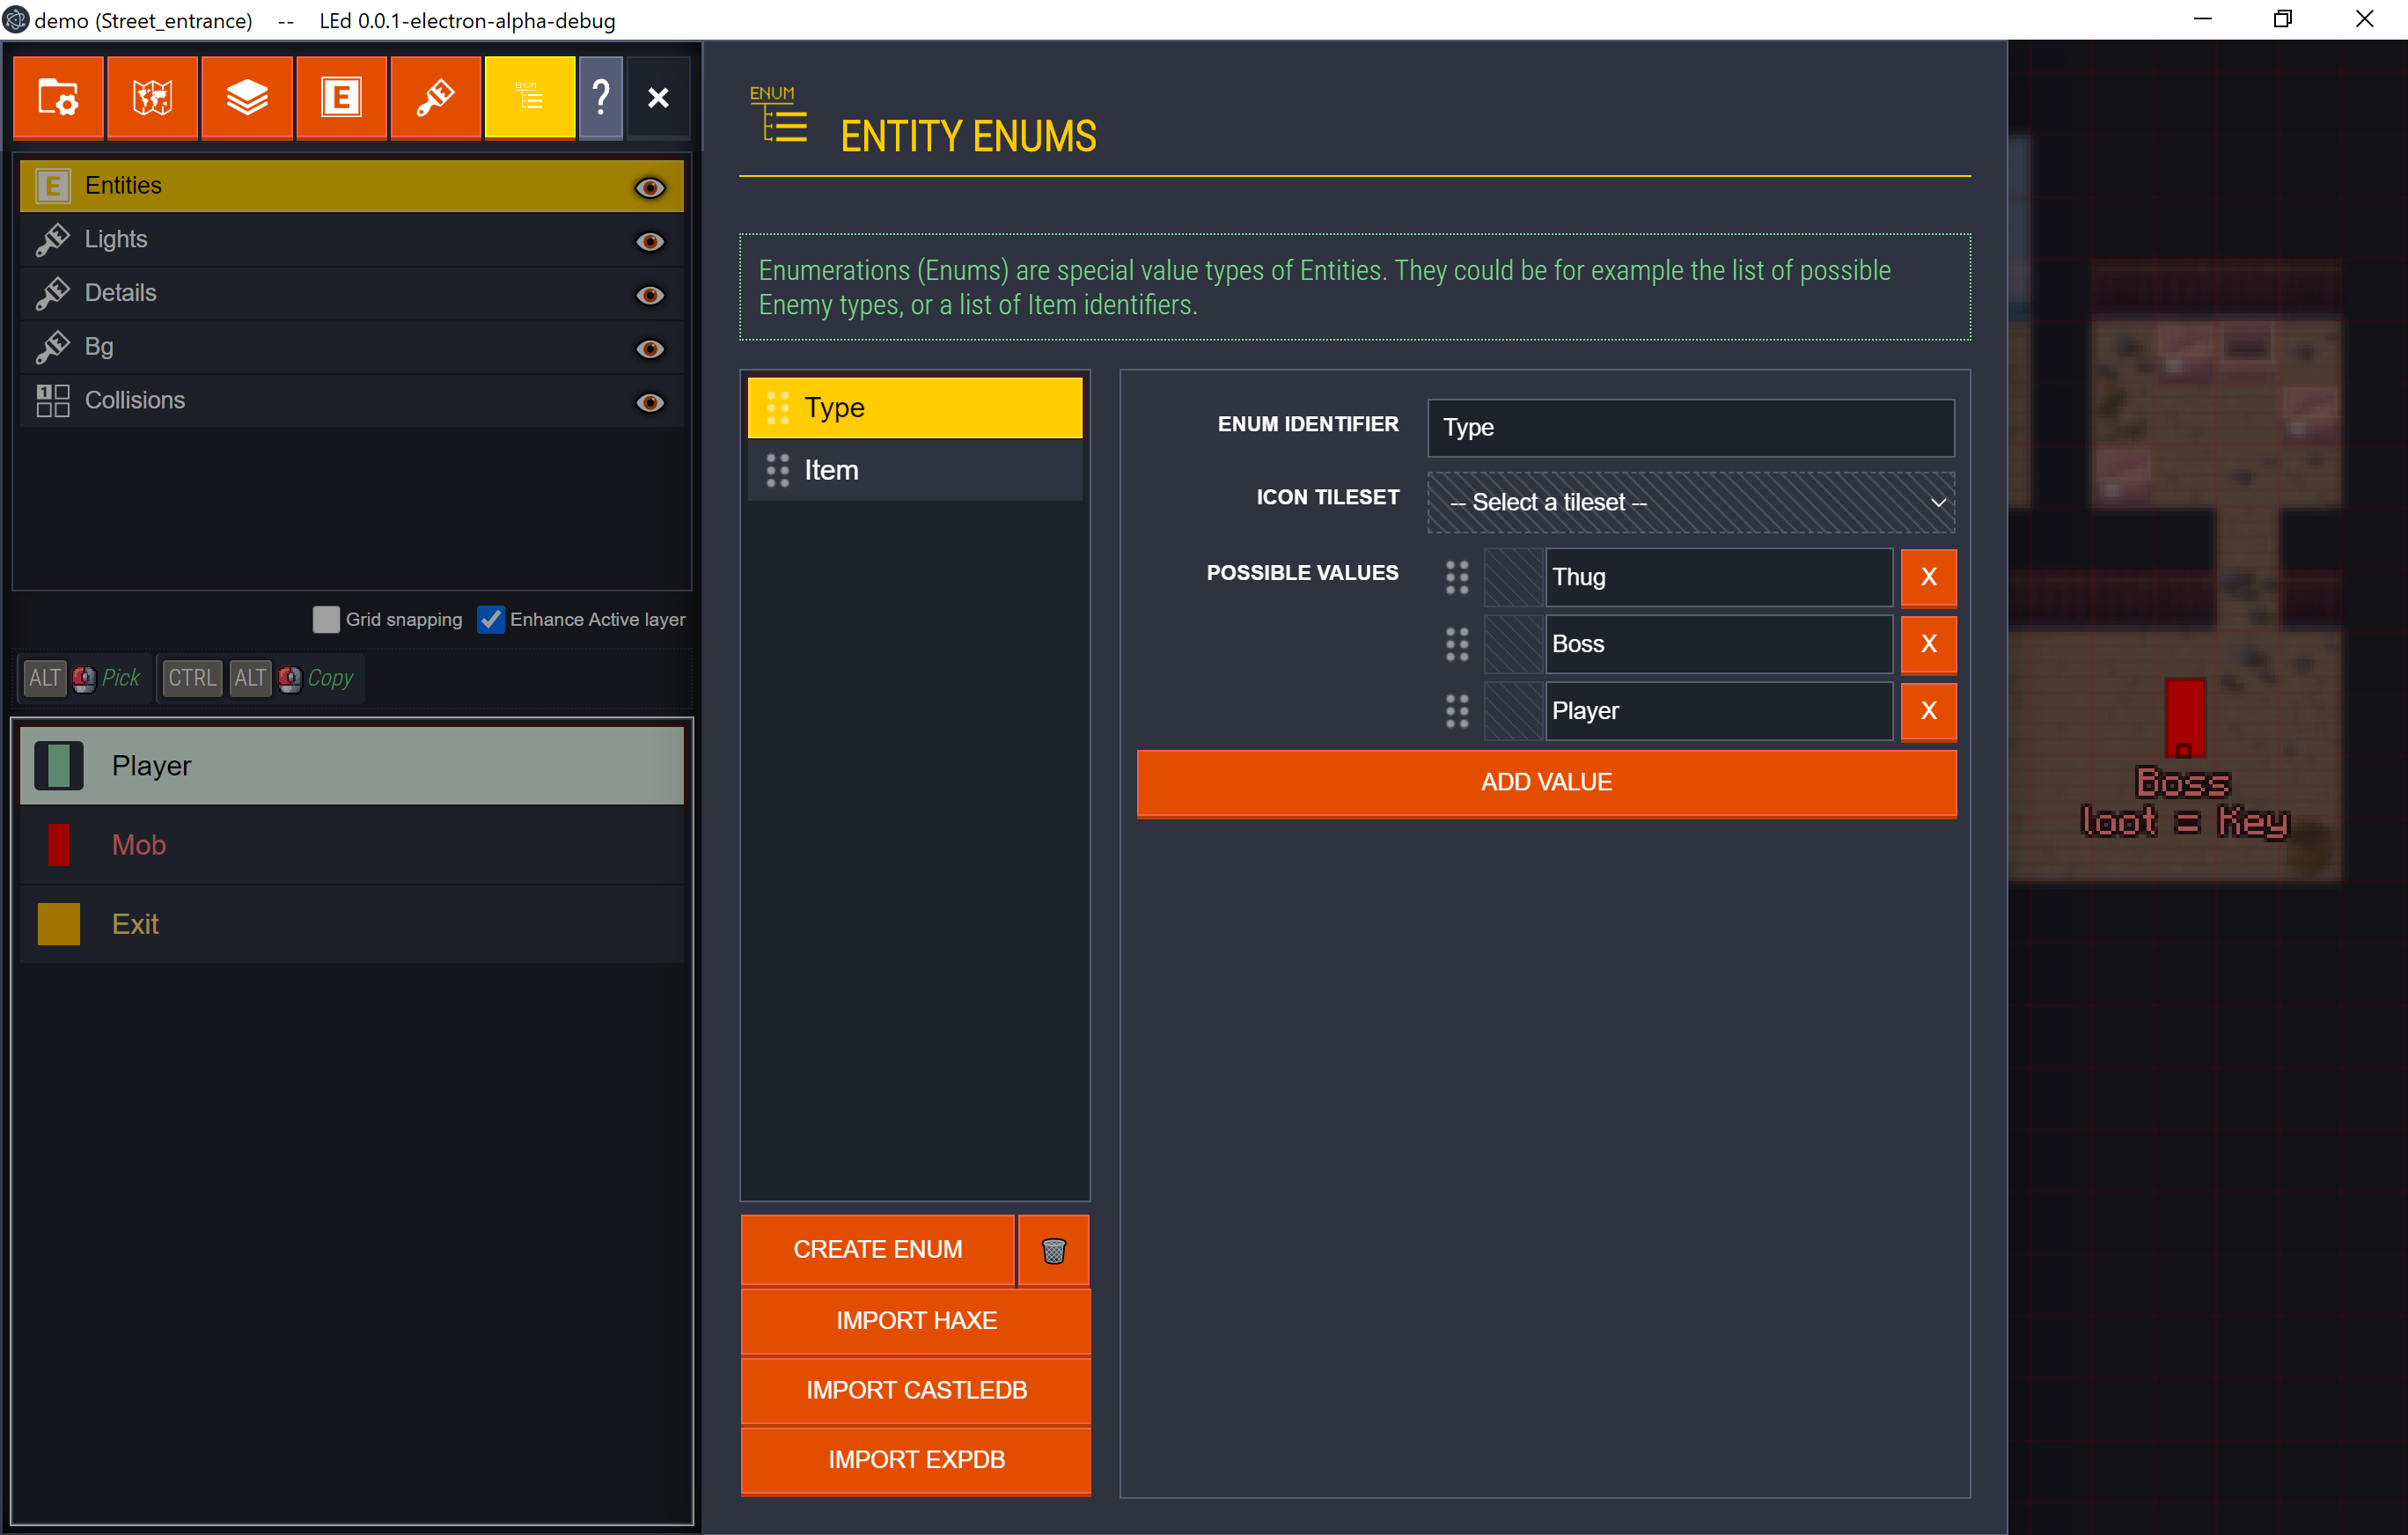 demo (Street_entrance) -- LEd 0.0.1-electron-alpha-debug
E
ENUM
?
×
E Entities
Lights
Details
Bg
1 Collisions
Grid snapping Enhance Active layer
ALT Pick CTRL ALT Copy
Player
Mob
Exit
ENUM
ENTITY ENUMS
Enumerations (Enums) are special value types of Entities. They could be for example the list of possible
Enemy types, or a list of Item identifiers.
Type
Item
CREATE ENUM
IMPORT HAXE
IMPORT CASTLEDB
IMPORT EXPDB
ENUM IDENTIFIER Type
ICON TILESET -- Select a tileset --
POSSIBLE VALUES Thug X
Boss X
Player X
ADD VALUE
Boss
loot = Key